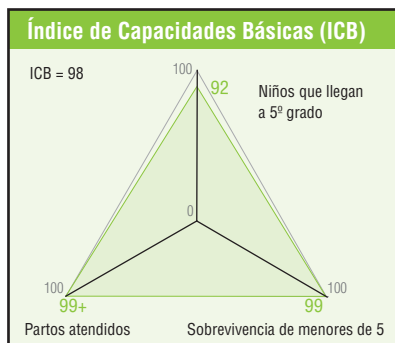 Índice de Capacidades Básicas (ICB)
ICB = 98
100
92
Niños que llegan
a 5º grado
0
100
100
99+
99
Partos atendidos
Sobrevivencia de menores de 5